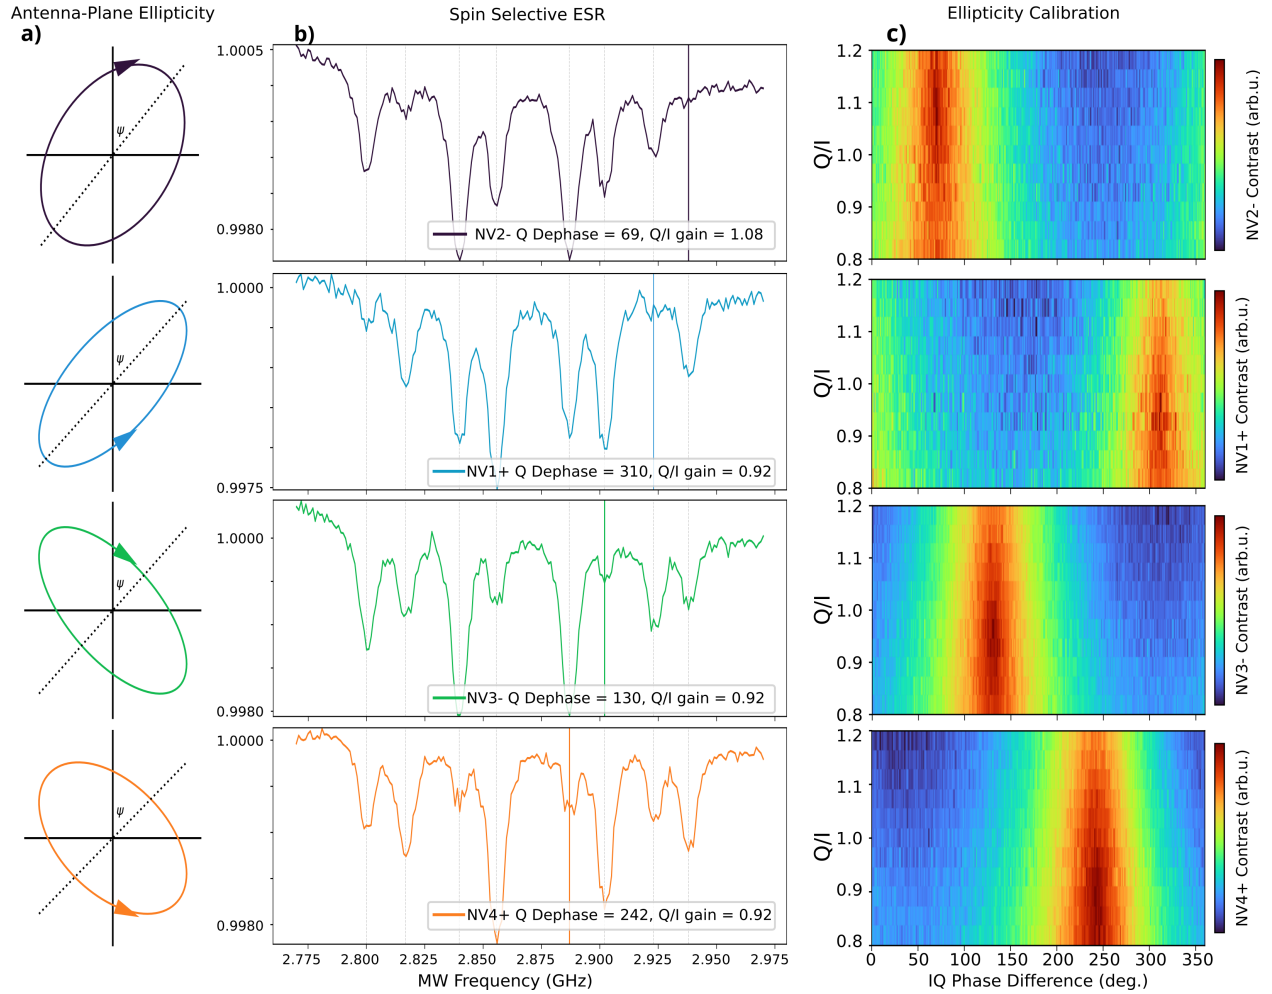 Antenna-Plane Ellipticity
Spin Selective ESR
Ellipticity Calibration
a)
b)
c)
ψ
1.0005
0.9980
NV2- Q Dephase = 69, Q/I gain = 1.08
1.2
1.1
1.0
0.9
0.8
Q/I
NV2- Contrast (arb.u.)
ψ
1.0000
0.9975
NV1+ Q Dephase = 310, Q/I gain = 0.92
1.2
1.1
1.0
0.9
0.8
Q/I
NV1+ Contrast (arb.u.)
ψ
1.0000
0.9980
NV3- Q Dephase = 130, Q/I gain = 0.92
1.2
1.1
1.0
0.9
0.8
Q/I
NV3- Contrast (arb.u.)
ψ
1.0000
0.9980
NV4+ Q Dephase = 242, Q/I gain = 0.92
1.2
1.1
1.0
0.9
0.8
Q/I
NV4+ Contrast (arb.u.)
2.775 2.800 2.825 2.850 2.875 2.900 2.925 2.950 2.975
MW Frequency (GHz)
0 50 100 150 200 250 300 350
IQ Phase Difference (deg.)